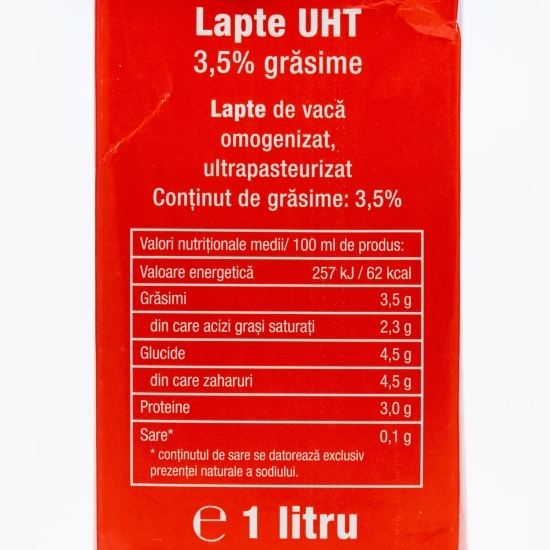 Lapte UHT
3,5% grăsime
Lapte de vacă
omogenizat,
ultrapasteurizat
Conținut de grăsime: 3,5%
Valori nutriționale medii/ 100 ml de produs:
Valoare energetică 257 kJ / 62 kcal
Grăsimi 3,5 g
din care acizi grași saturați 2,3 g
Glucide 4,5 g
din care zaharuri 4,5 g
Proteine 3,0 g
Sare* 0,1 g
* conținutul de sare se datorează exclusiv
prezenței naturale a sodiului.
℮ 1 litru